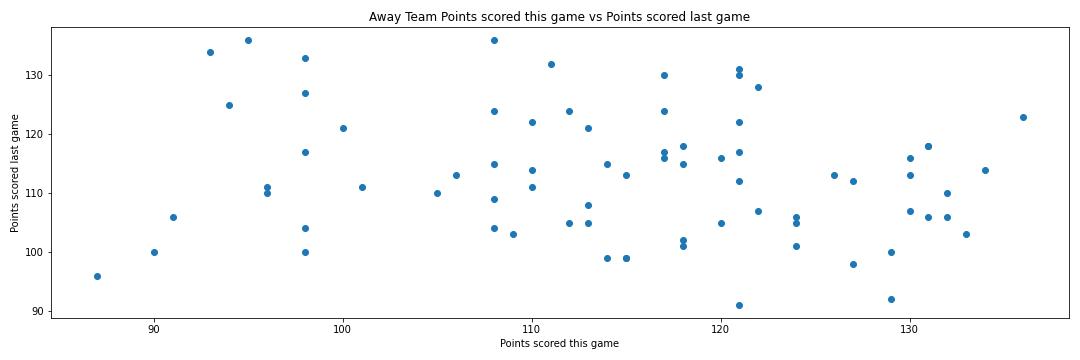 Away Team Points scored this game vs Points scored last game
130
120
110
100
90
Points scored last game
90 100 110 120 130
Points scored this game